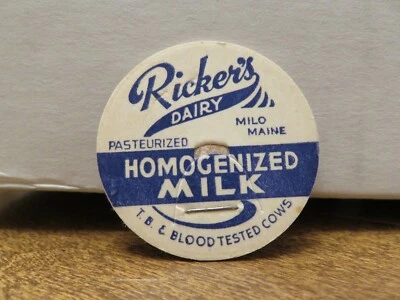 Ricker's
DAIRY
MILO
MAINE
PASTEURIZED
HOMOGENIZED
MILK
T.B. & BLOOD TESTED COWS